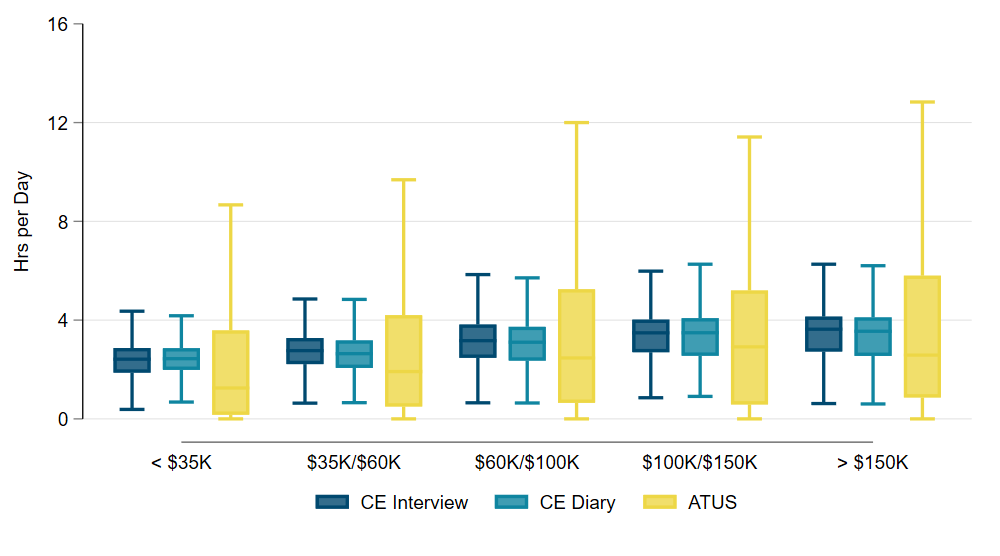 16
12
8
4
0
Hrs per Day
< $35K
$35K/$60K
$60K/$100K
$100K/$150K
> $150K
CE Interview
CE Diary
ATUS